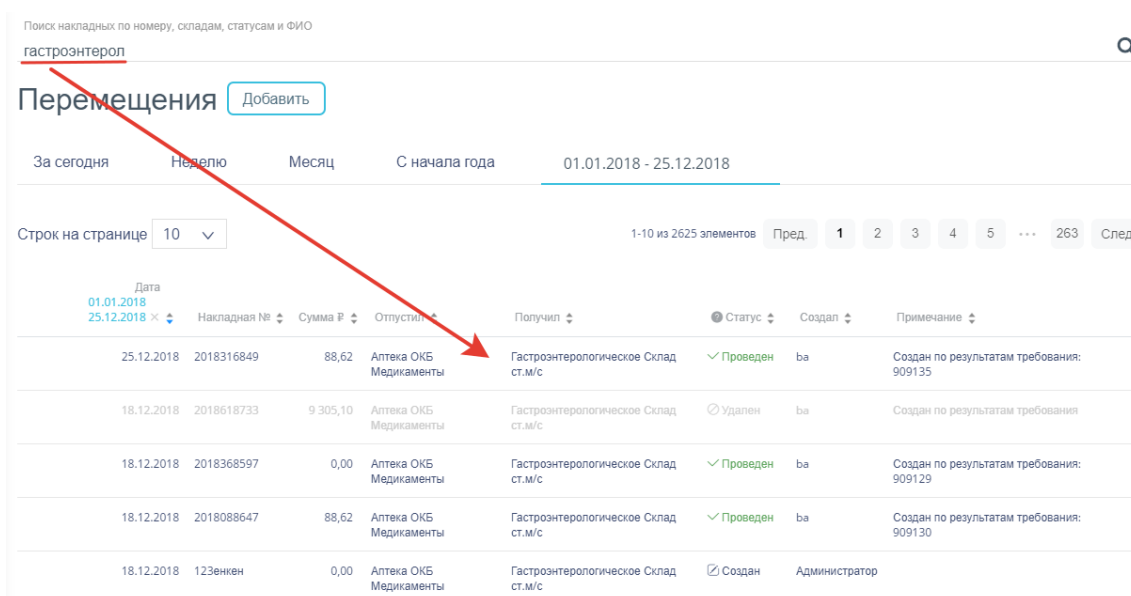 Поиск накладных по номеру, складам, статусам и ФИО
гастроэнтерол
Перемещения Добавить
За сегодня Неделю Месяц С начала года 01.01.2018 - 25.12.2018
Строк на странице 10 1-10 из 2625 элементов Пред. 1 2 3 4 5 ··· 263 След
Дата
01.01.2018
25.12.2018 × Накладная № Сумма ₽ Отпустил Получил Статус Создал Примечание
25.12.2018 2018316849 88,62 Аптека ОКБ Гастроэнтерологическое Склад Проведен ba Создан по результатам требования:
Медикаменты ст.м/с 909135
18.12.2018 2018618733 9 305,10 Аптека ОКБ Гастроэнтерологическое Склад Удален ba Создан по результатам требования
Медикаменты ст.м/с
18.12.2018 2018368597 0,00 Аптека ОКБ Гастроэнтерологическое Склад Проведен ba Создан по результатам требования:
Медикаменты ст.м/с 909129
18.12.2018 2018088647 88,62 Аптека ОКБ Гастроэнтерологическое Склад Проведен ba Создан по результатам требования:
Медикаменты ст.м/с 909130
18.12.2018 123енкен 0,00 Аптека ОКБ Гастроэнтерологическое Склад Создан Администратор
Медикаменты ст.м/с